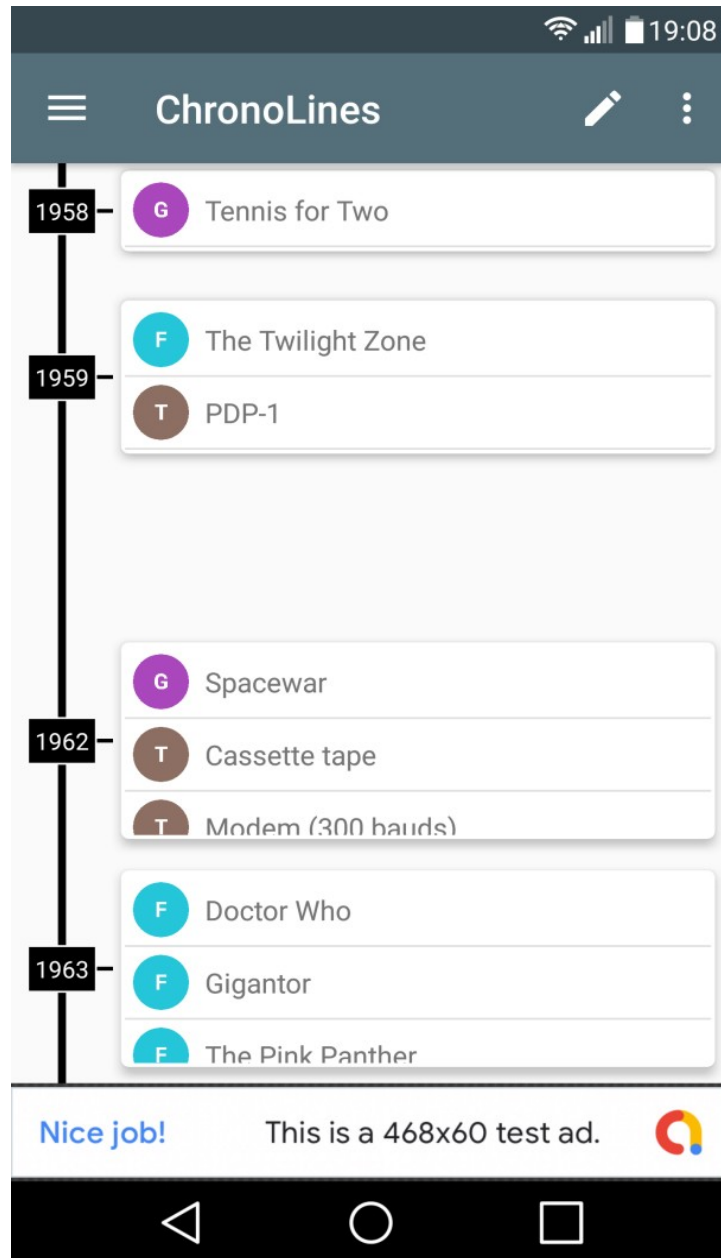 19:08
ChronoLines
1958
G Tennis for Two
F The Twilight Zone
1959
T PDP-1
G Spacewar
1962
T Cassette tape
T Modem (300 bauds)
F Doctor Who
1963
F Gigantor
F The Pink Panther
Nice job! This is a 468x60 test ad.